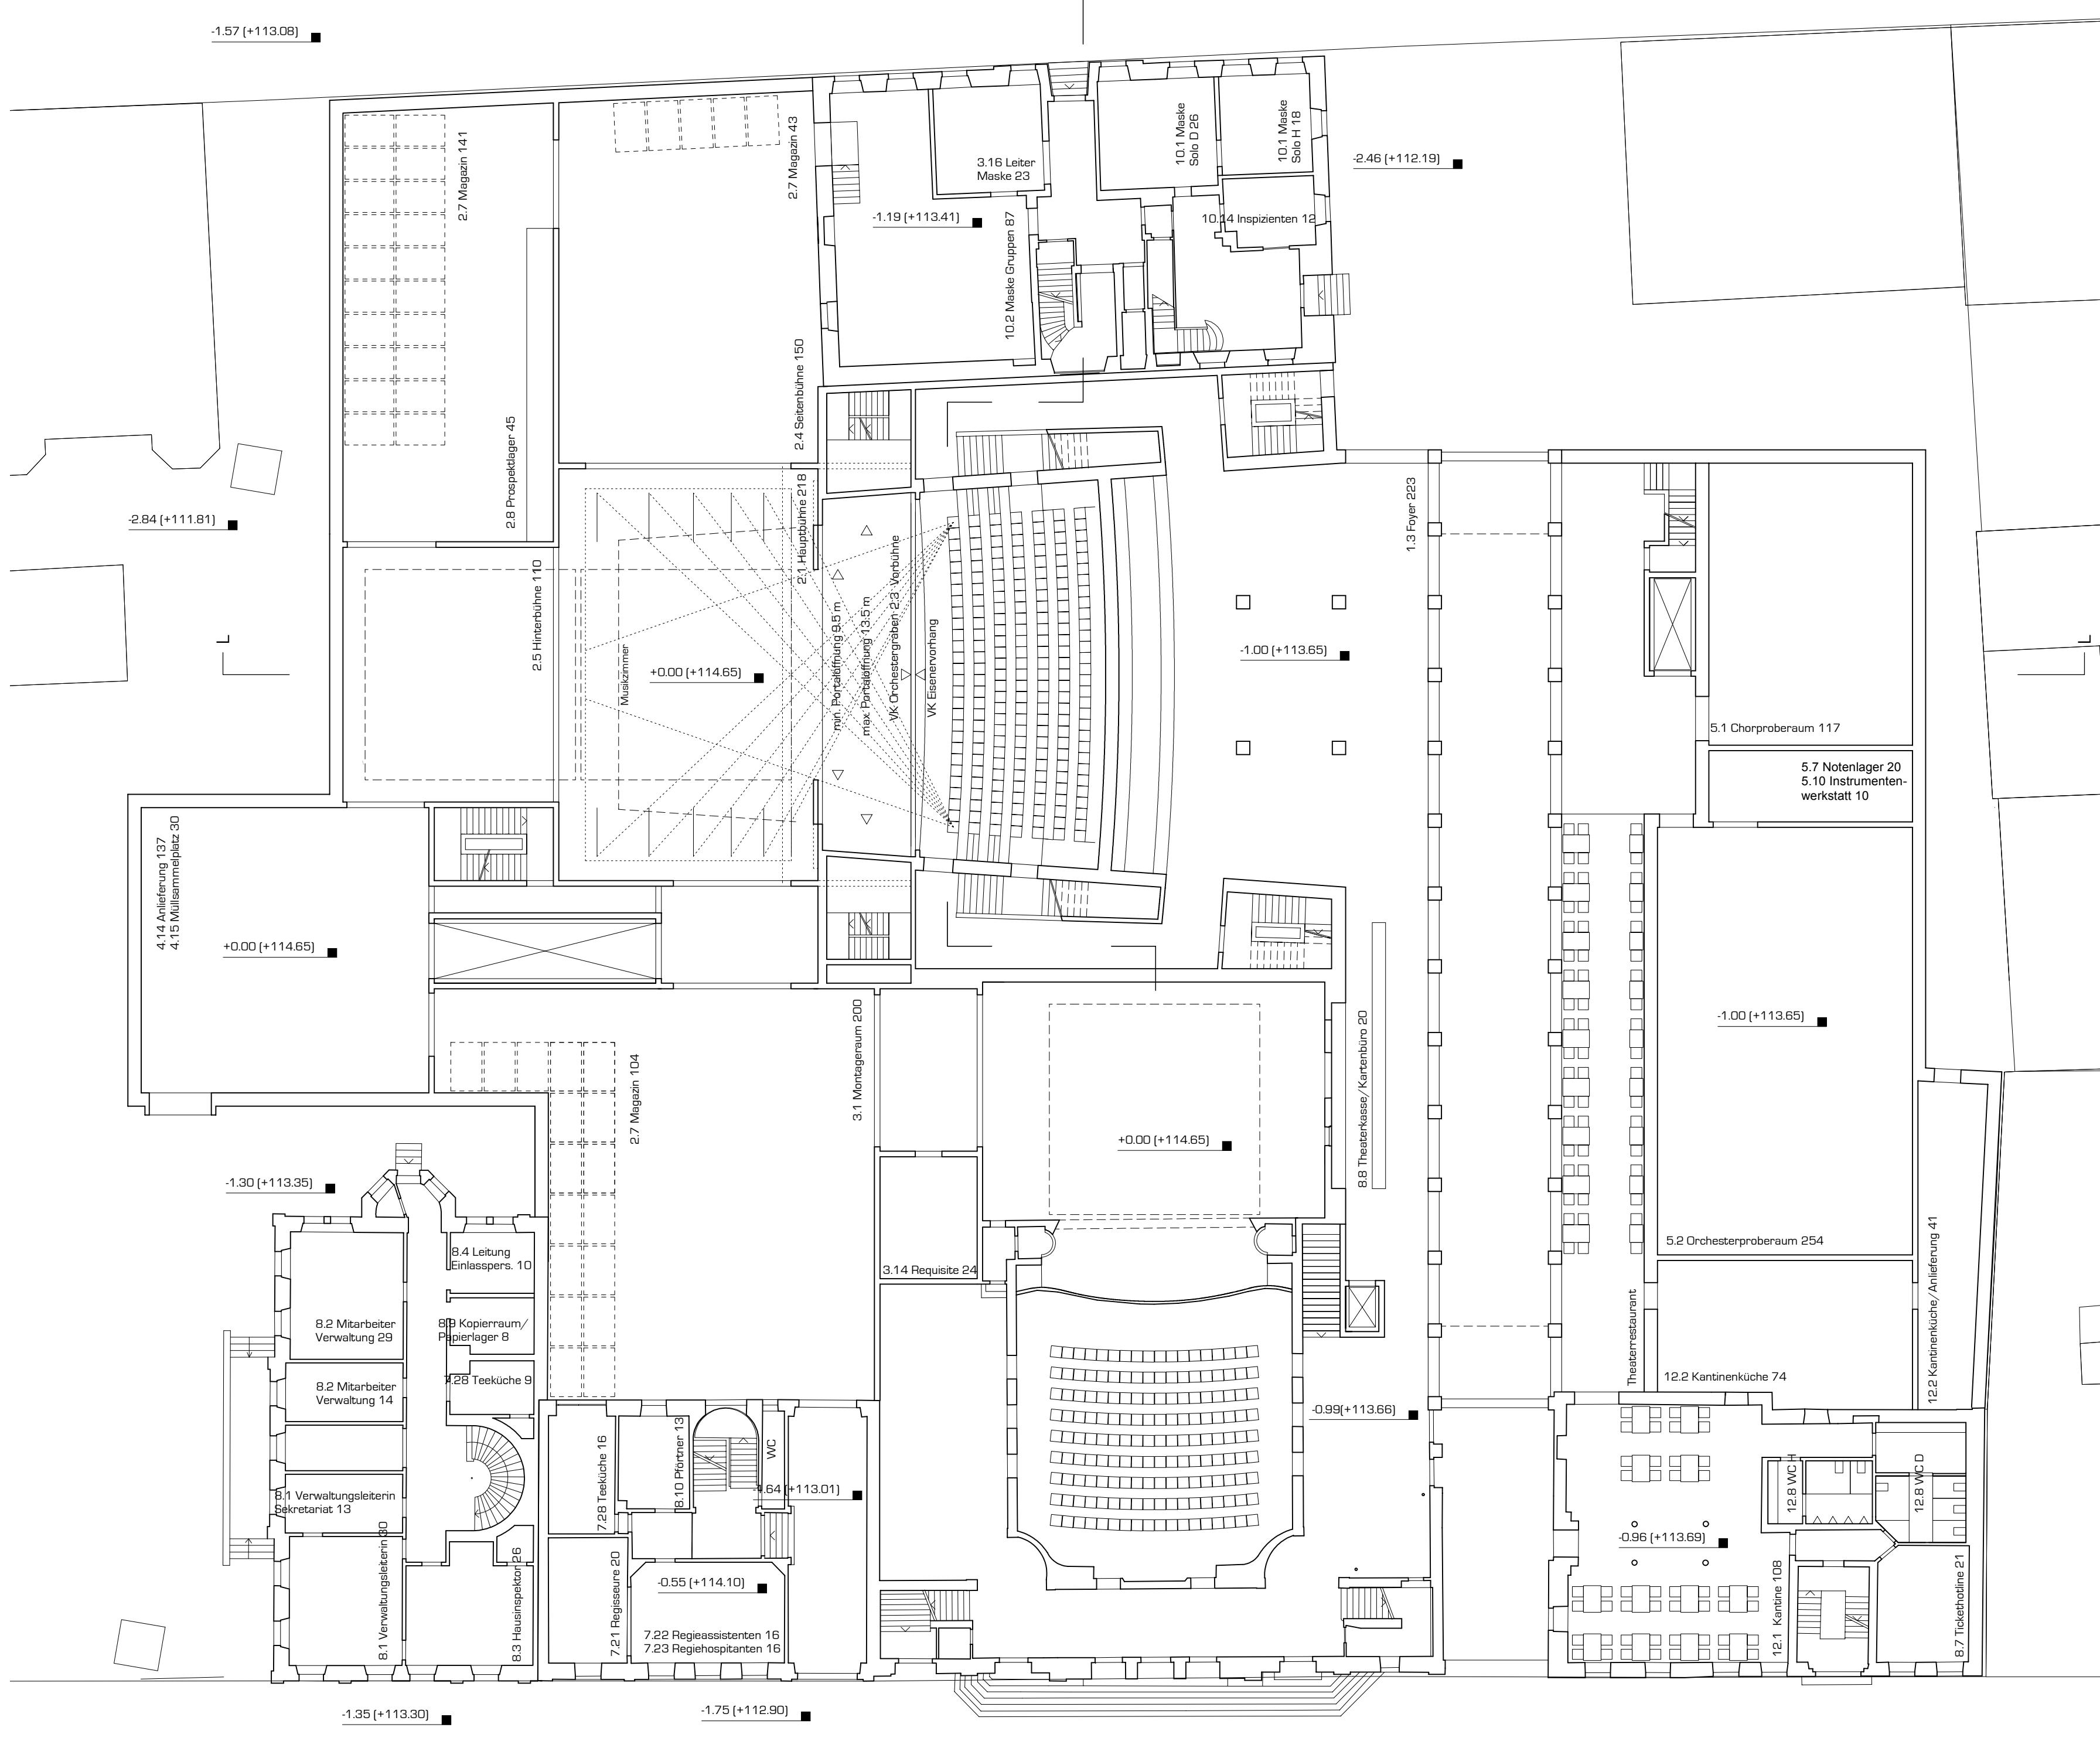 -1.57 (+113.08)
2.7 Magazin 141
2.7 Magazin 43
3.16 Leiter
Maske 23
10.1 Maske
Solo D 26
10.1 Maske
Solo H 18
-2.46 (+112.19)
-1.19 (+113.41)
10.2 Maske Gruppen 87
10.14 Inspizienten 12
2.8 Prospektlager 45
2.4 Seitenbühne 150
-2.84 (+111.81)
2.1 Hauptbühne 218
1.3 Foyer 223
2.5 Hinterbühne 110
Musikzimmer
+0.00 (+114.65)
min. Portalöffnung 9.5 m
max. Portalöffnung 13.5 m
VK Orchestergraben 2.3 Vorbühne
VK Eisenervorhang
-1.00 (+113.65)
L
L
5.1 Chorproberaum 117
5.7 Notenlager 20
5.10 Instrumenten-
werkstatt 10
4.14 Anlieferung 137
4.15 Müllsammelplatz 30
+0.00 (+114.65)
2.7 Magazin 104
3.1 Montageraum 200
+0.00 (+114.65)
8.8 Theaterkasse/Kartenbüro 20
-1.00 (+113.65)
-1.30 (+113.35)
8.4 Leitung
Einlasspers. 10
3.14 Requisite 24
5.2 Orchesterproberaum 254
12.2 Kantinenküche/Anlieferung 41
8.2 Mitarbeiter
Verwaltung 29
8.9 Kopierraum/
Papierlager 8
Theaterrestaurant
8.2 Mitarbeiter
Verwaltung 14
7.28 Teeküche 9
12.2 Kantinenküche 74
-0.99(+113.66)
7.28 Teeküche 16
8.10 Pförtner 13
WC
-1.64 (+113.01)
8.1 Verwaltungsleiterin
Sekretariat 13
12.8 WC H
12.8 WC D
-0.96 (+113.69)
8.1 Verwaltungsleiterin 30
8.3 Hausinspektor 26
7.21 Regisseure 20
-0.55 (+114.10)
7.22 Regieassistenten 16
7.23 Regiehospitanten 16
12.1 Kantine 108
8.7 Tickethotline 21
-1.35 (+113.30)
-1.75 (+112.90)